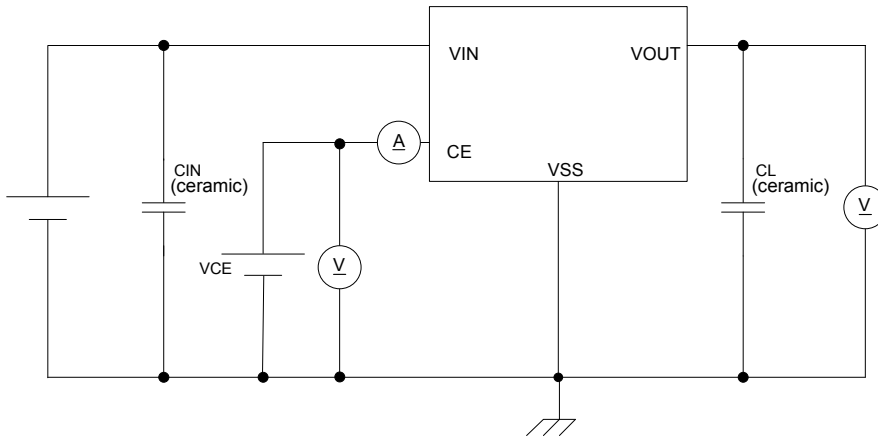 VIN
VOUT
A
CE
VSS
CIN
(ceramic)
CL
(ceramic)
V
VCE
V